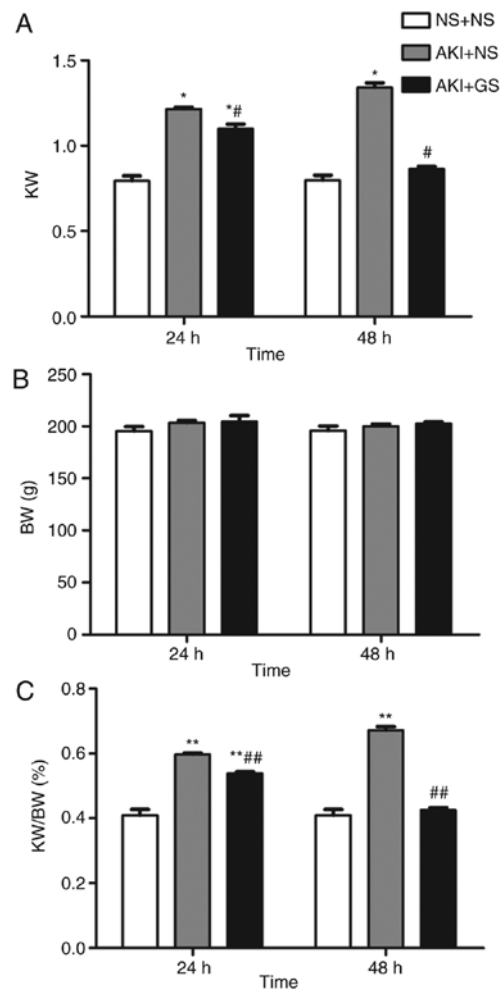 A
NS+NS
AKI+NS
AKI+GS
KW
1.5
1.0
0.5
0.0
*
*#
*
#
24 h
48 h
Time
B
BW (g)
250
200
150
100
50
0
24 h
48 h
Time
C
KW/BW (%)
0.8
0.6
0.4
0.2
0.0
**
**##
**
##
24 h
48 h
Time